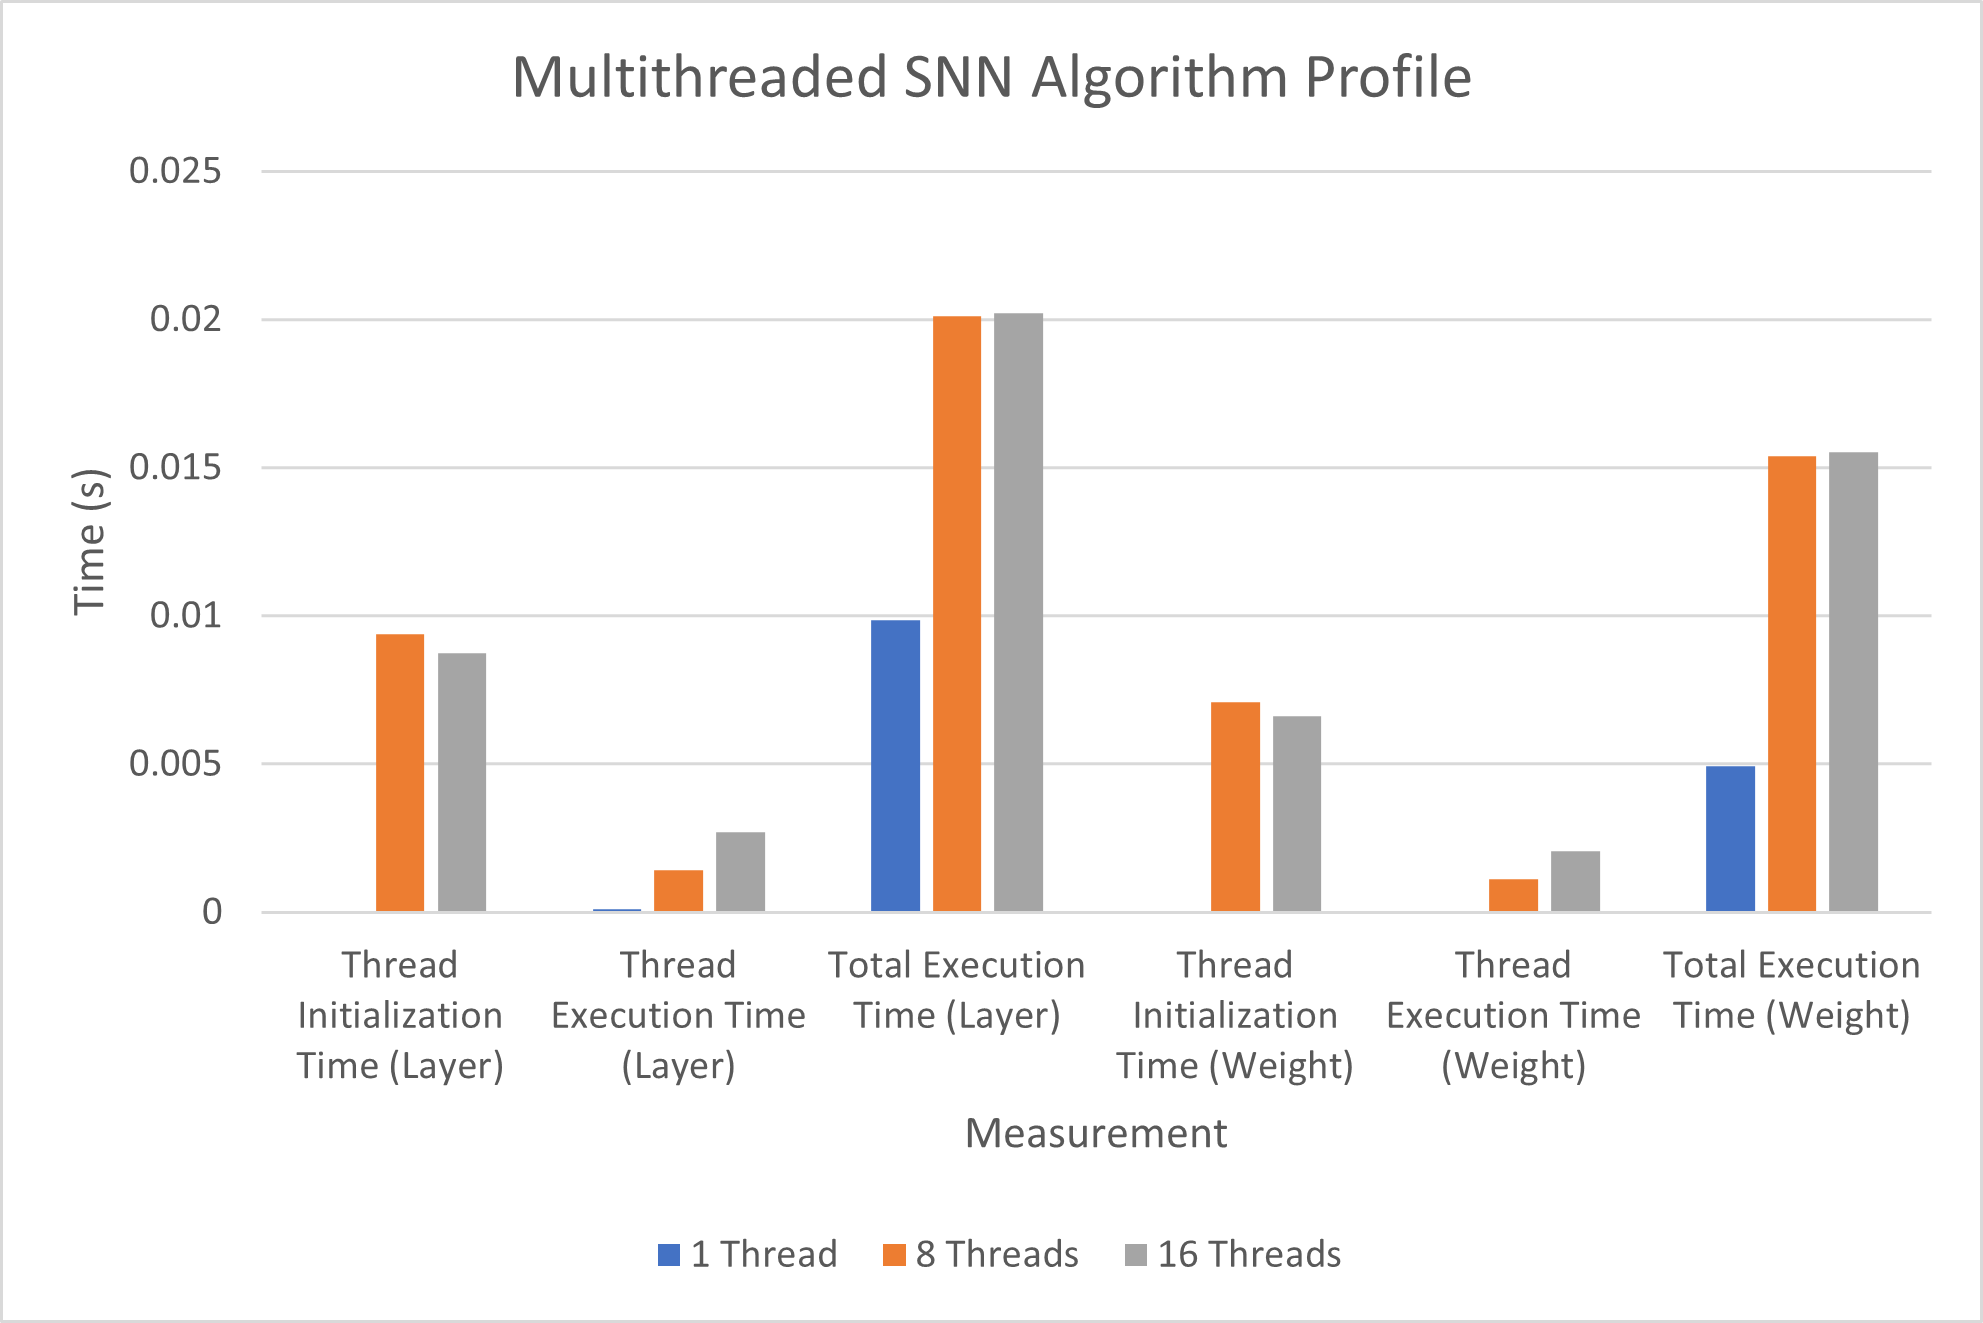 Multithreaded SNN Algorithm Profile
0.025
0.02
0.015
0.01
0.005
0
Time (s)
Thread
Initialization
Time (Layer)
Thread
Execution Time
(Layer)
Total Execution
Time (Layer)
Thread
Initialization
Time (Weight)
Thread
Execution Time
(Weight)
Total Execution
Time (Weight)
Measurement
1 Thread
8 Threads
16 Threads